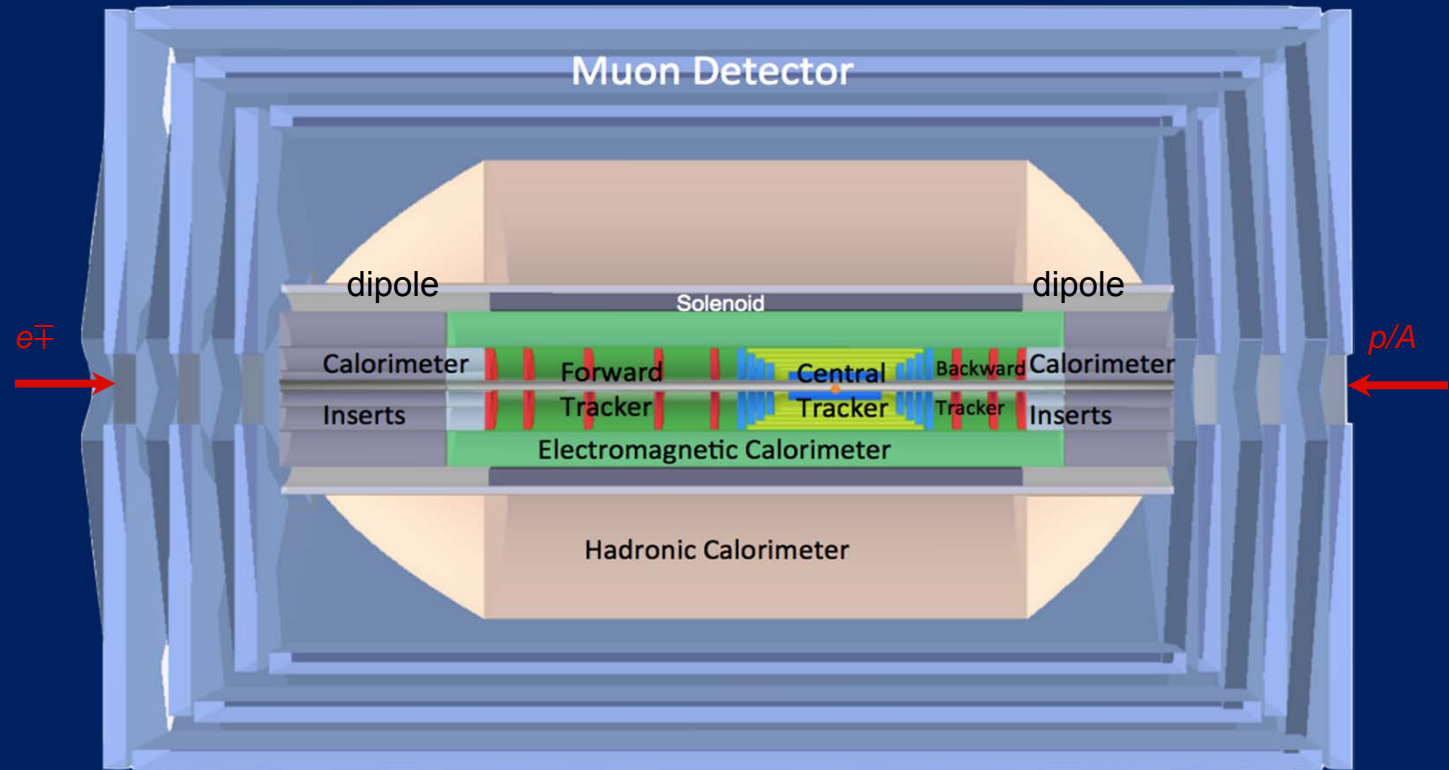 Muon Detector
dipole
dipole
Solenoid
e∓
p/A
Calorimeter
Forward
Central
Backward
Calorimeter
Inserts
Tracker
Tracker
Tracker
Inserts
Electromagnetic Calorimeter
Hadronic Calorimeter